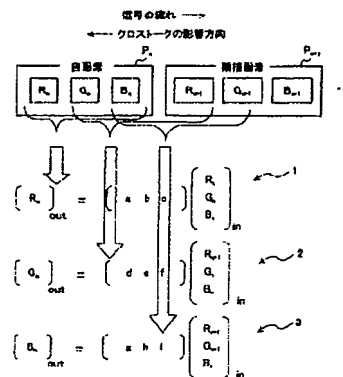 信号の流れ
クロストークの影響方向
自画素 Pn 隣接画素 Pn+1
Rn Gn Bn Rn+1 Gn+1 Bn+1
1
[Rn]out = (a b c) (Rn Gn Bn)in
2
[Gn]out = (d e f) (Rn+1 Gn Bn)in
3
[Bn]out = (g h i) (Rn+1 Gn+1 Bn)in